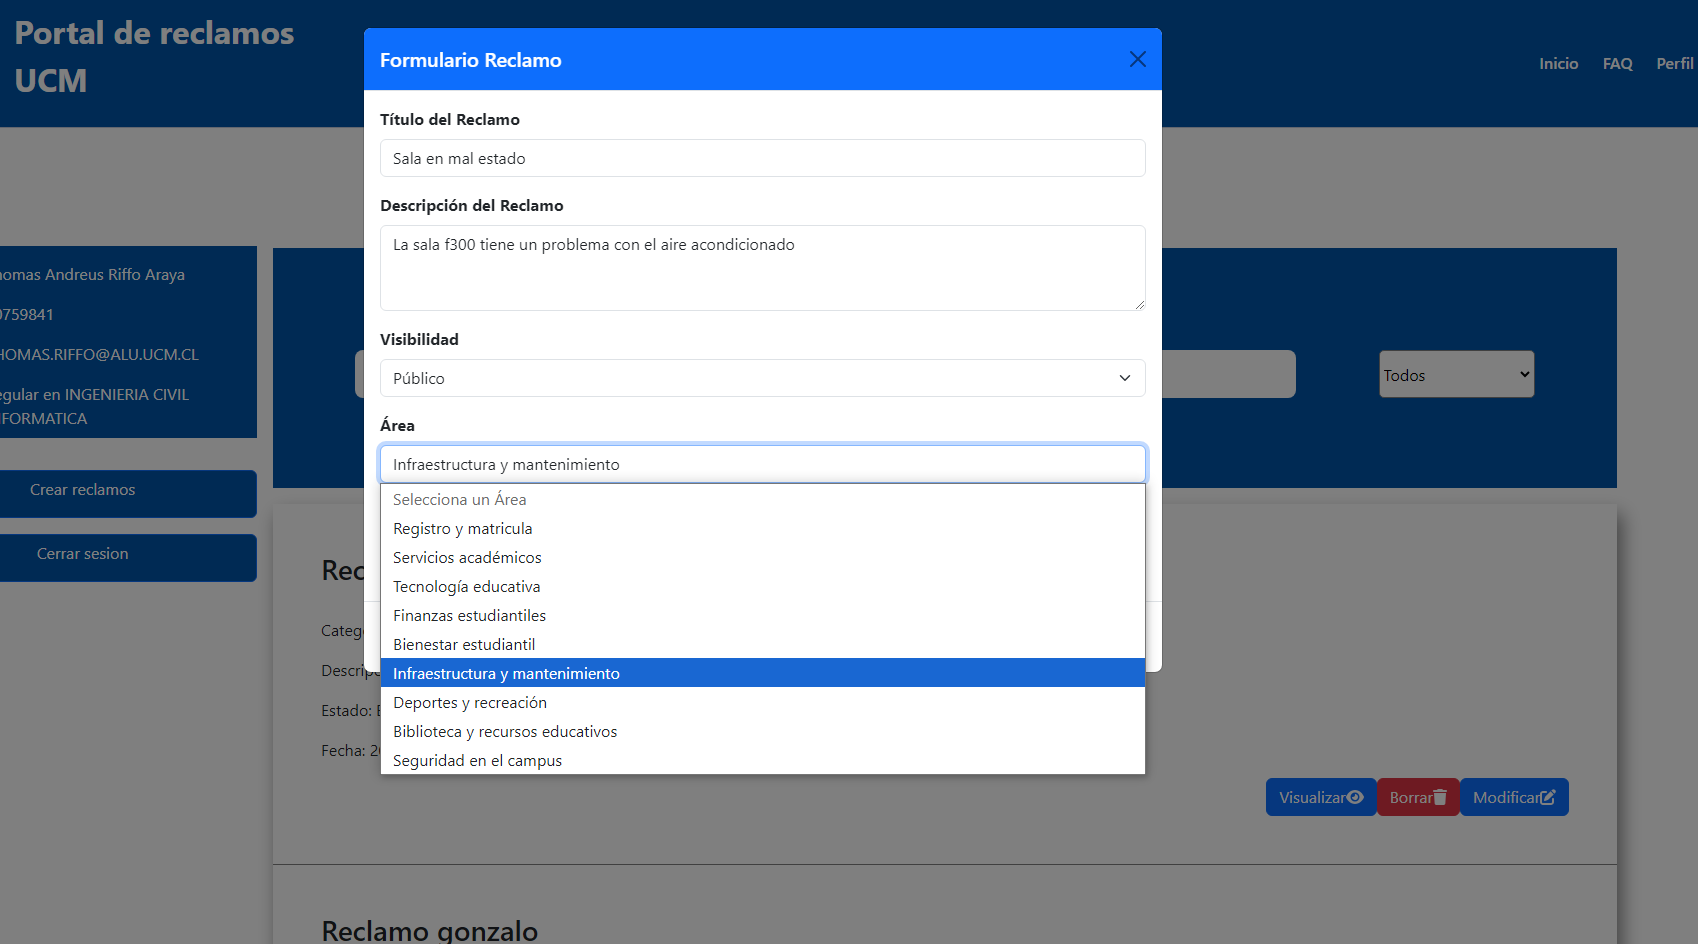 Portal de reclamos
UCM
Inicio FAQ Perfil
Formulario Reclamo
Título del Reclamo
Sala en mal estado
Descripción del Reclamo
La sala f300 tiene un problema con el aire acondicionado
Visibilidad
Público
Área
Infraestructura y mantenimiento
Selecciona un Área
Registro y matricula
Servicios académicos
Tecnología educativa
Finanzas estudiantiles
Bienestar estudiantil
Infraestructura y mantenimiento
Deportes y recreación
Biblioteca y recursos educativos
Seguridad en el campus
omas Andreus Riffo Araya
759841
HOMAS.RIFFO@ALU.UCM.CL
egular en INGENIERIA CIVIL
FORMATICA
Crear reclamos
Cerrar sesion
Todos
Rec
Categ
Descripc
Estado: E
Fecha: 20
Visualizar Borrar Modificar
Reclamo gonzalo